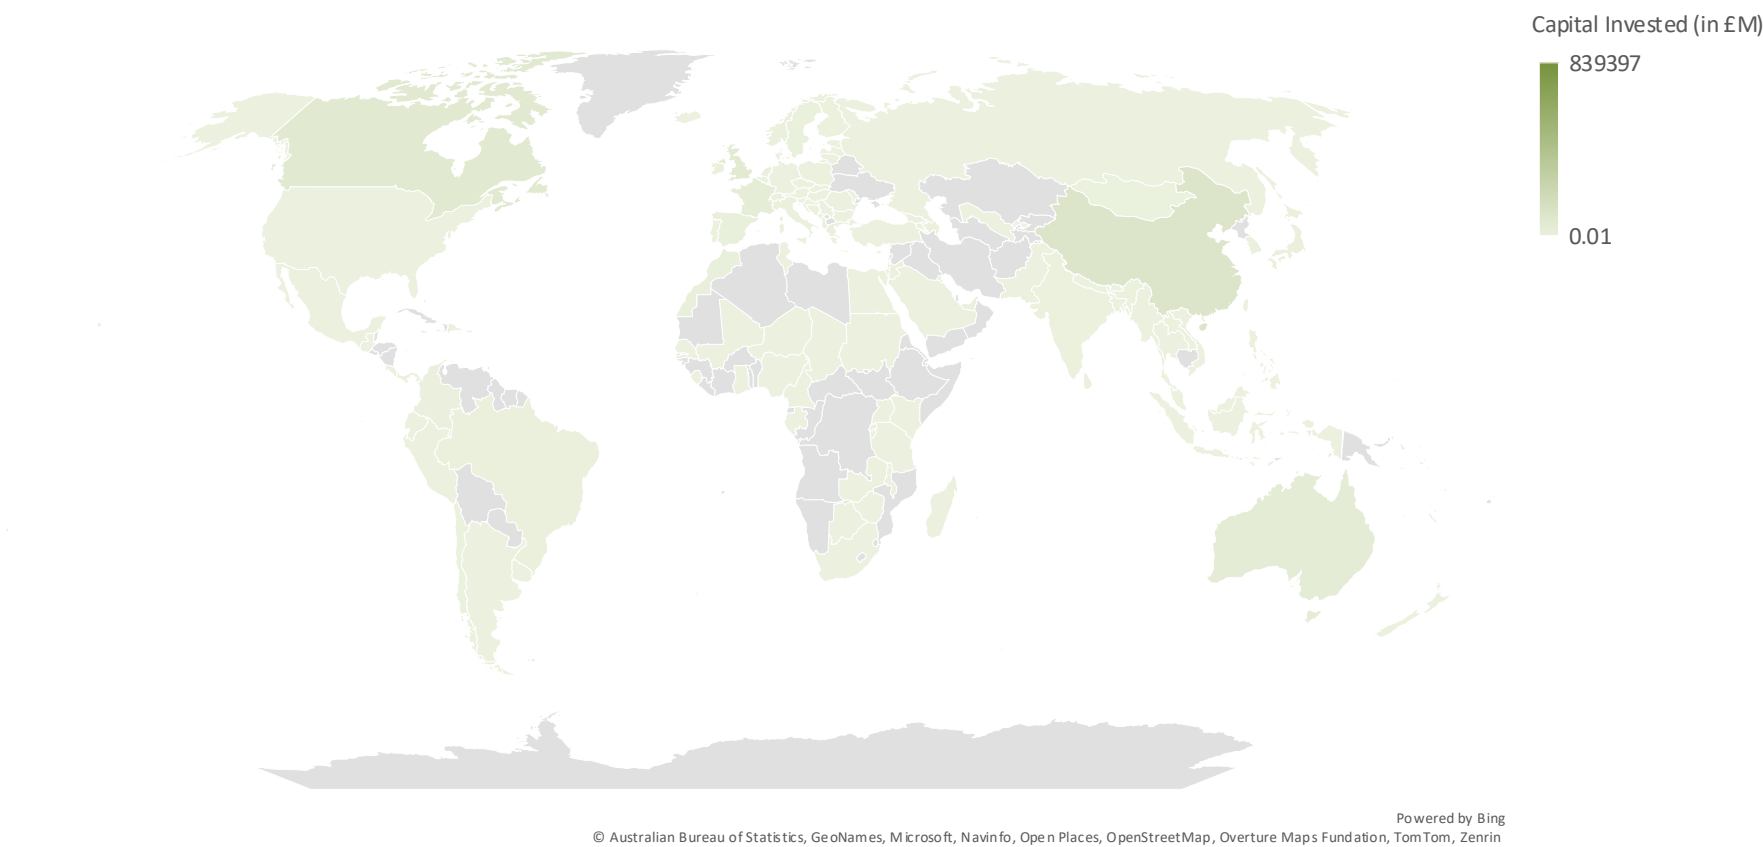 Capital Invested (in £M)
839397
0.01
Powered by Bing
© Australian Bureau of Statistics, GeoNames, Microsoft, Navinfo, Open Places, OpenStreetMap, Overture Maps Fundation, TomTom, Zenrin